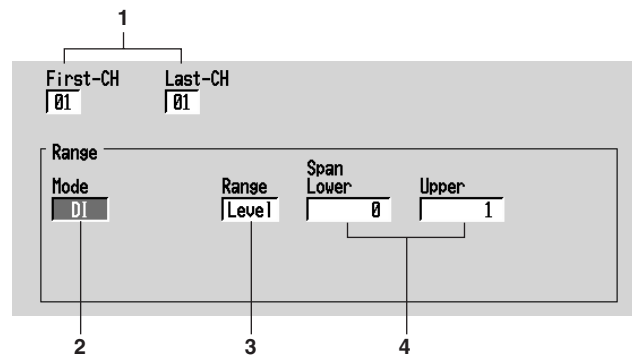 1
First-CH Last-CH
01 01
Range
Span
Mode Range Lower Upper
DI Level 0 1
2 3 4